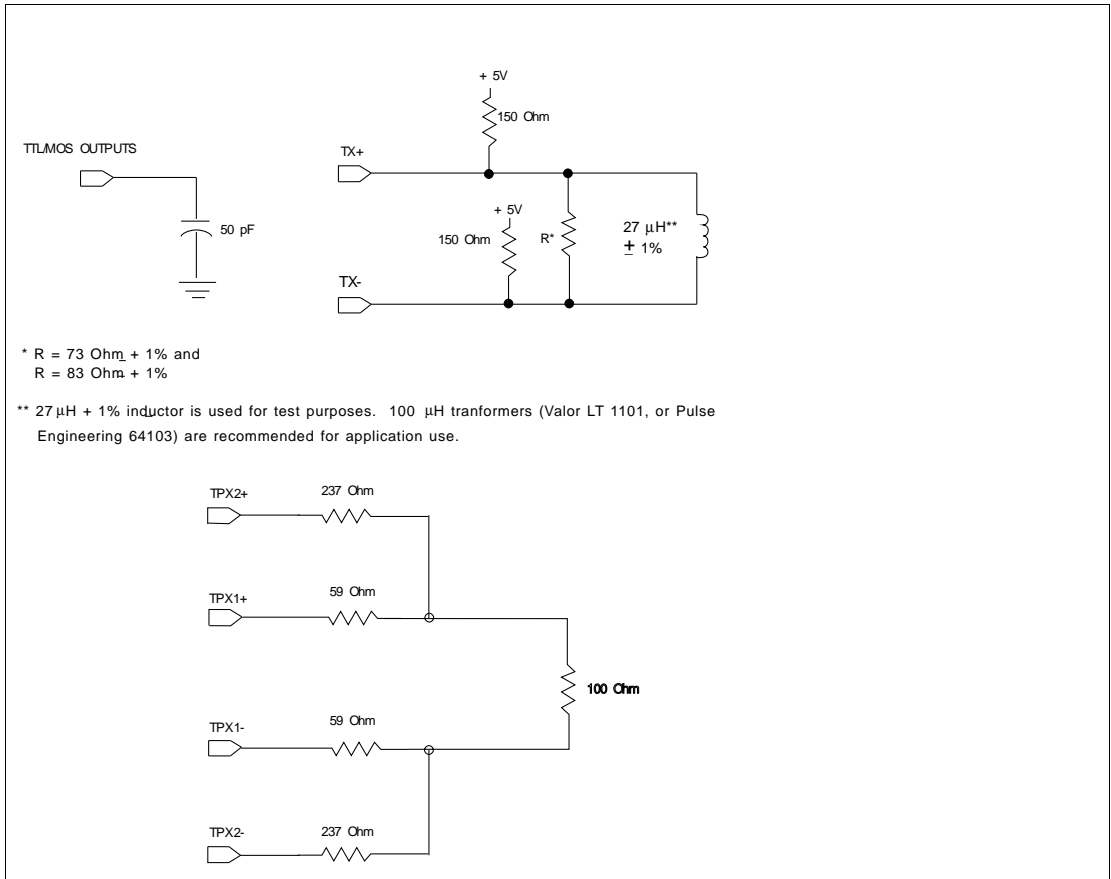 + 5V
150 Ohm
TTL/MOS OUTPUTS
TX+
+ 5V
50 pF
150 Ohm
R*
27 μH**
± 1%
TX-
* R = 73 Ohm ± 1% and
R = 83 Ohm ± 1%
** 27 μH ± 1% inductor is used for test purposes. 100 μH tranformers (Valor LT 1101, or Pulse
Engineering 64103) are recommended for application use.
TPX2+
237 Ohm
TPX1+
59 Ohm
100 Ohm
TPX1-
59 Ohm
TPX2-
237 Ohm